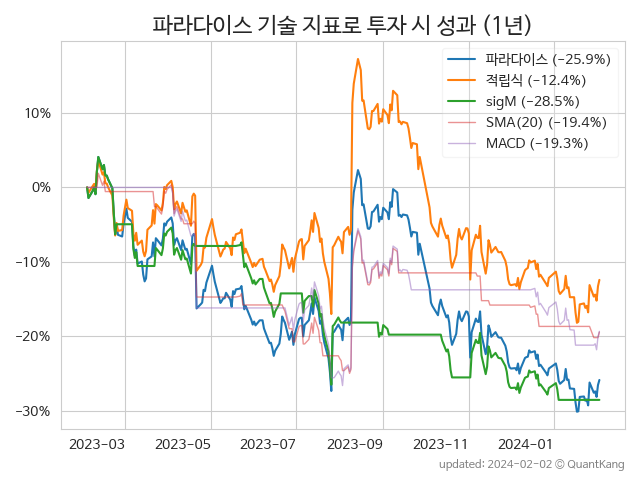 파라다이스 기술 지표로 투자 시 성과 (1년)
파라다이스 (−25.9%)
적립식 (−12.4%)
sigM (−28.5%)
SMA(20) (−19.4%)
MACD (−19.3%)
10%
0%
−10%
−20%
−30%
2023−03 2023−05 2023−07 2023−09 2023−11 2024−01
updated: 2024−02−02 © QuantKang